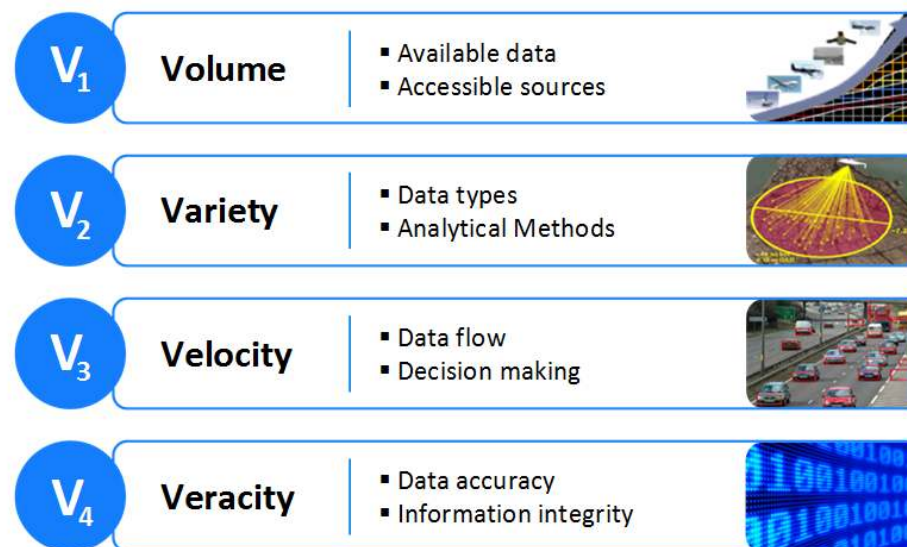 V1
Volume
▪ Available data
▪ Accessible sources
V2
Variety
▪ Data types
▪ Analytical Methods
V3
Velocity
▪ Data flow
▪ Decision making
V4
Veracity
▪ Data accuracy
▪ Information integrity